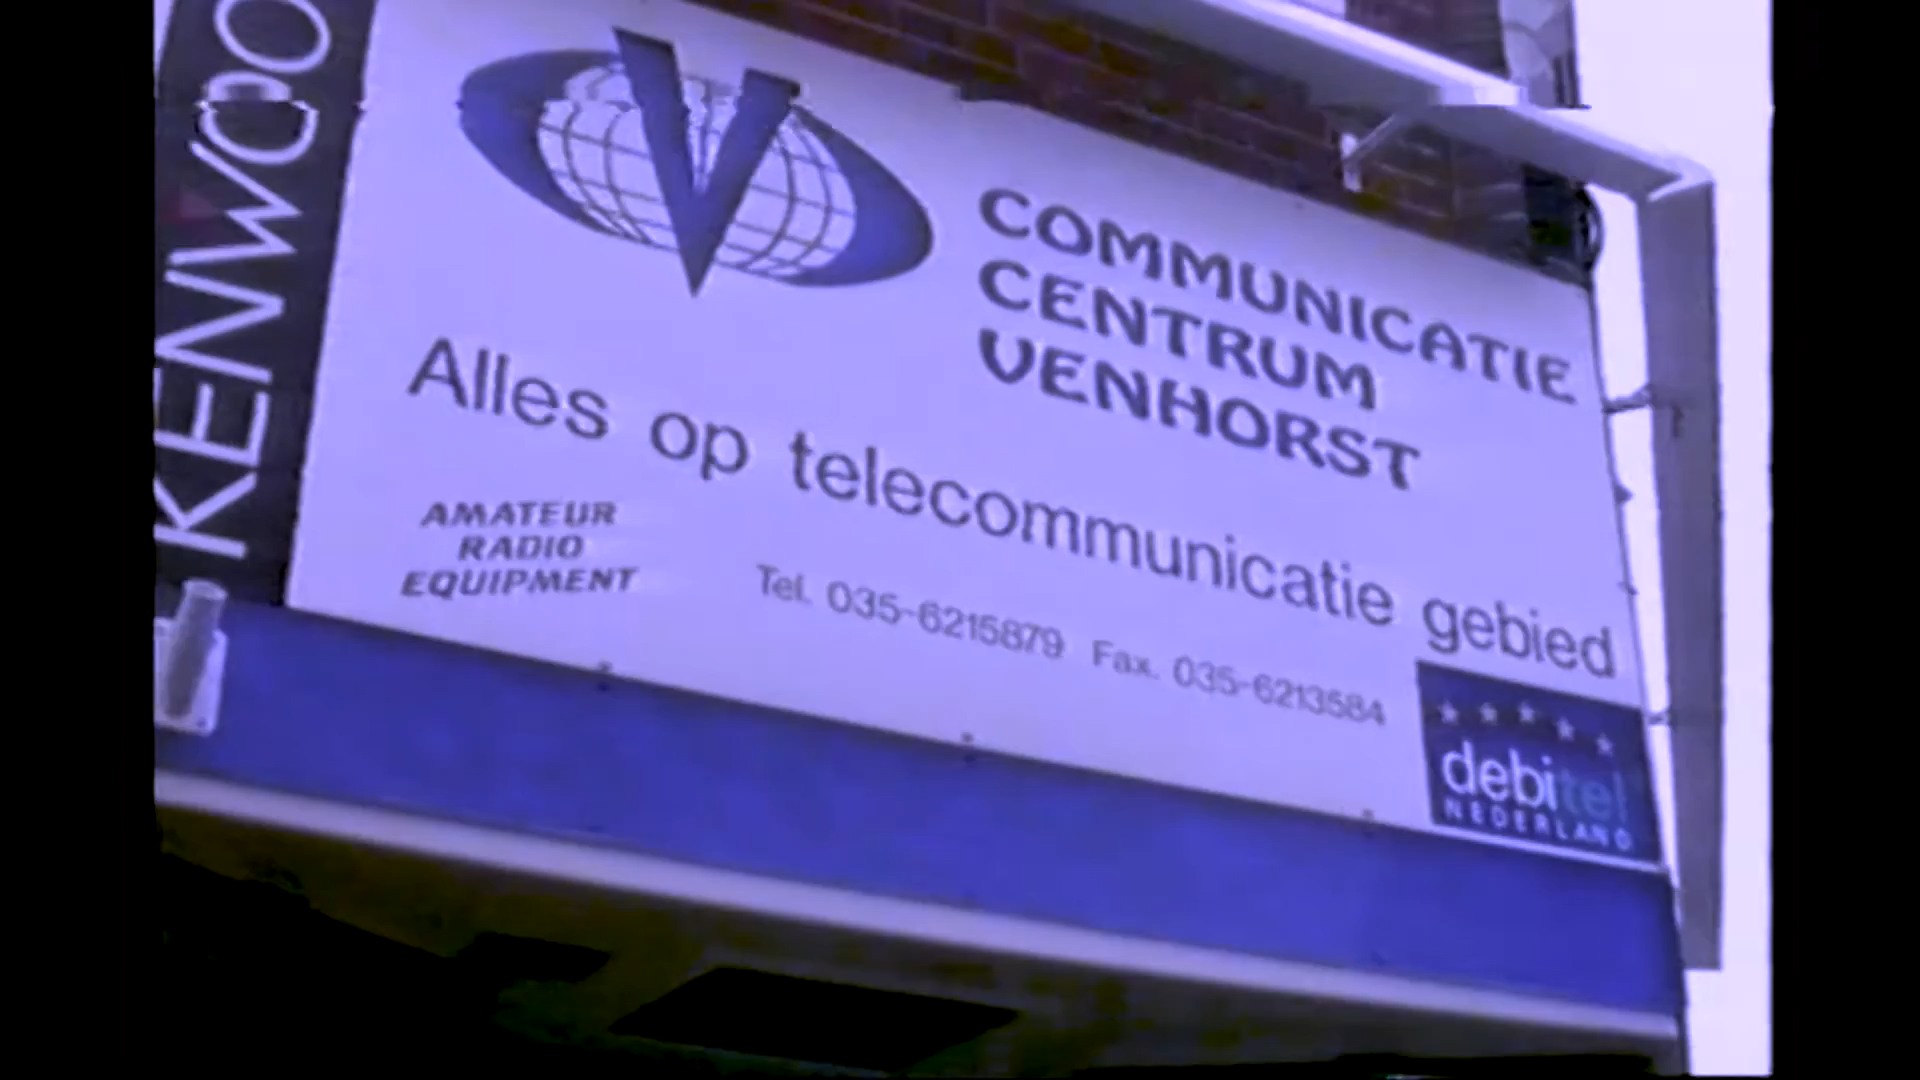 KENWOO
V
COMMUNICATIE
CENTRUM
VENHORST
Alles op telecommunicatie gebied
AMATEUR
RADIO
EQUIPMENT
Tel. 035-6215879 Fax. 035-6213584
debitel
NEDERLAND